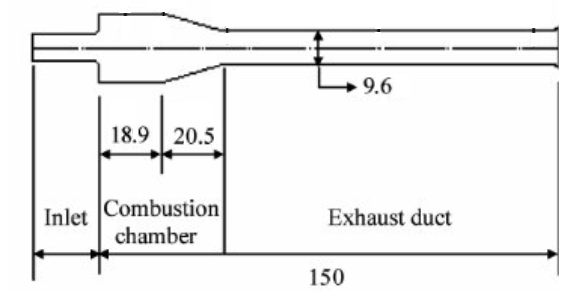 9.6
18.9
20.5
Inlet
Combustion
chamber
Exhaust duct
150